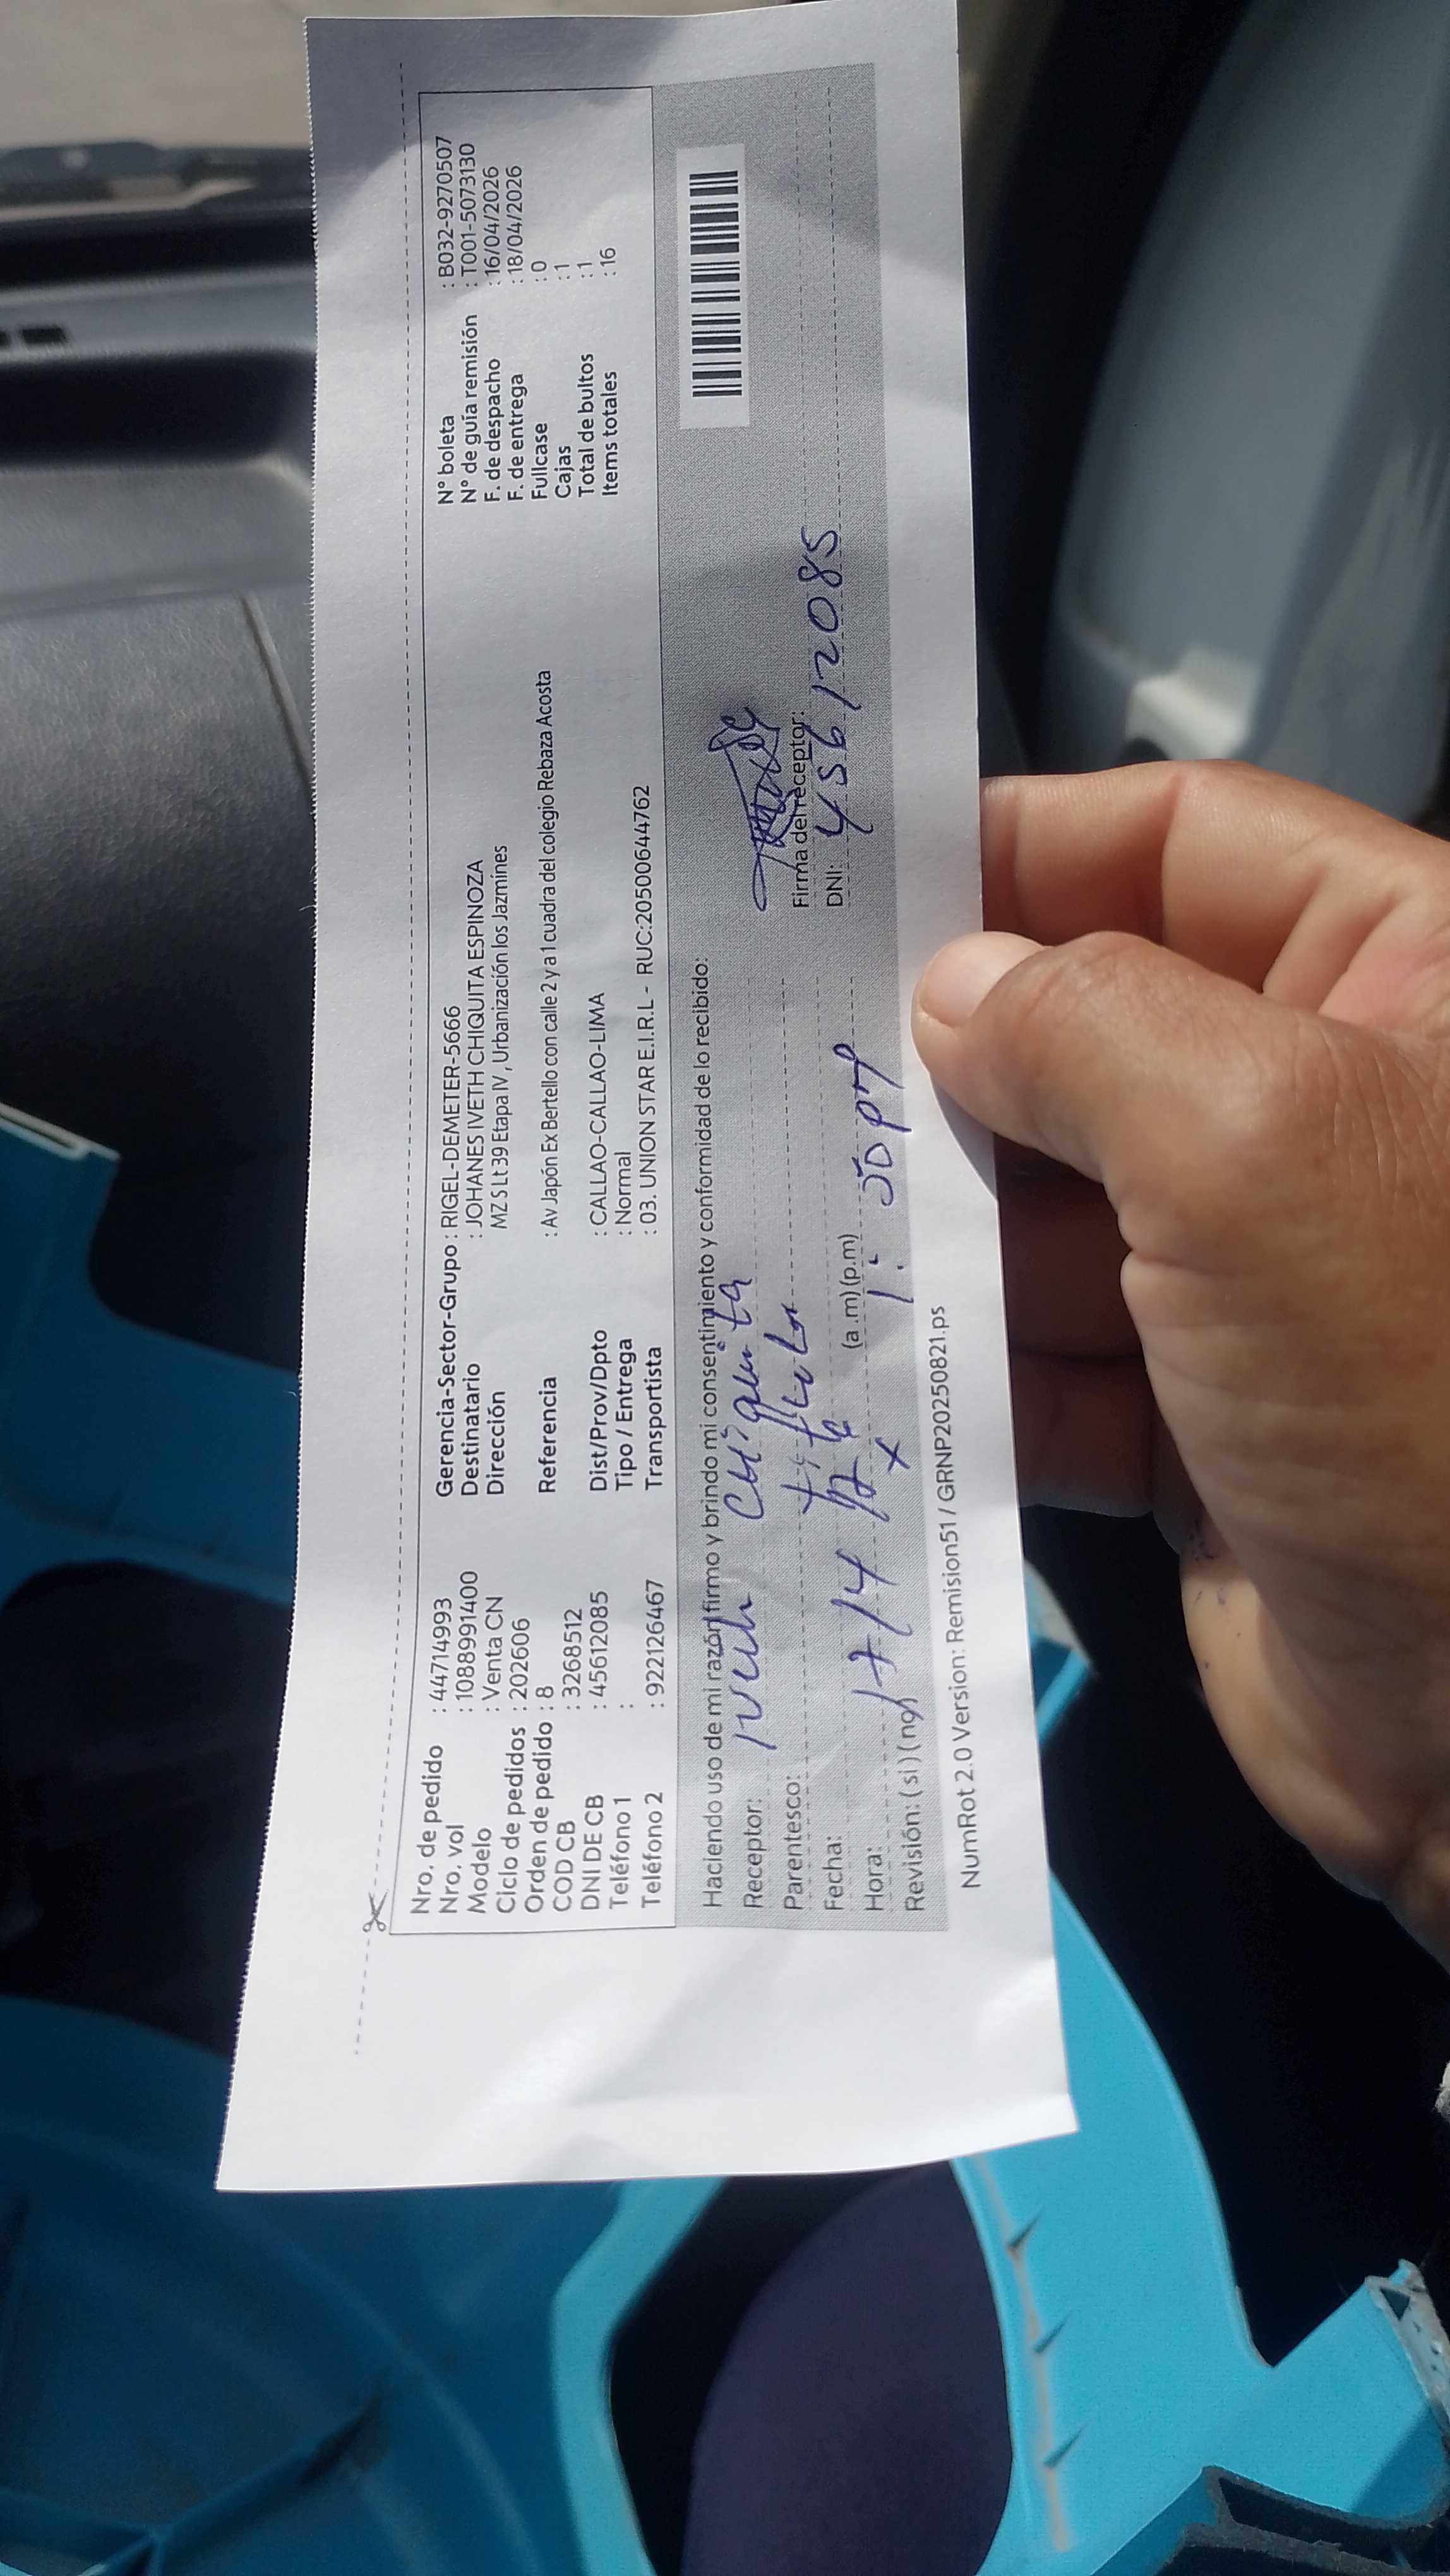 Nro. de pedido : 44714993
Nro. vol : 1088991400
Modelo : Venta CN
Ciclo de pedidos : 202606
Orden de pedido : 8
COD CB : 3268512
DNI DE CB : 45612085
Teléfono 1 :
Teléfono 2 : 922126467
Gerencia-Sector-Grupo : RIGEL-DEMETER-5666
Destinatario : JOHANES IVETH CHIQUITA ESPINOZA
Dirección MZ S Lt 39 Etapa IV, Urbanización los Jazmines
Referencia : Av Japón Ex Bertello con calle 2 y a 1 cuadra del colegio Rebaza Acosta
Dist/Prov/Dpto : CALLAO-CALLAO-LIMA
Tipo / Entrega : Normal
Transportista : 03. UNION STAR E.I.R.L - RUC:20500644762
N° boleta : B032-9270507
N° de guía remisión : T001-5073130
F. de despacho : 16/04/2026
F. de entrega : 18/04/2026
Fullcase : 0
Cajas : 1
Total de bultos : 1
Items totales : 16
Haciendo uso de mi razón firmo y brindo mi consentimiento y conformidad de lo recibido:
Receptor: CHiquita
Parentesco: titular
Fecha: 17/4
Hora: (a.m) (p.m)
Revisión: (si) (no)
Firma del receptor:
DNI: 45612085
NumRot 2.0 Version: Remision51 / GRNP20250821.ps